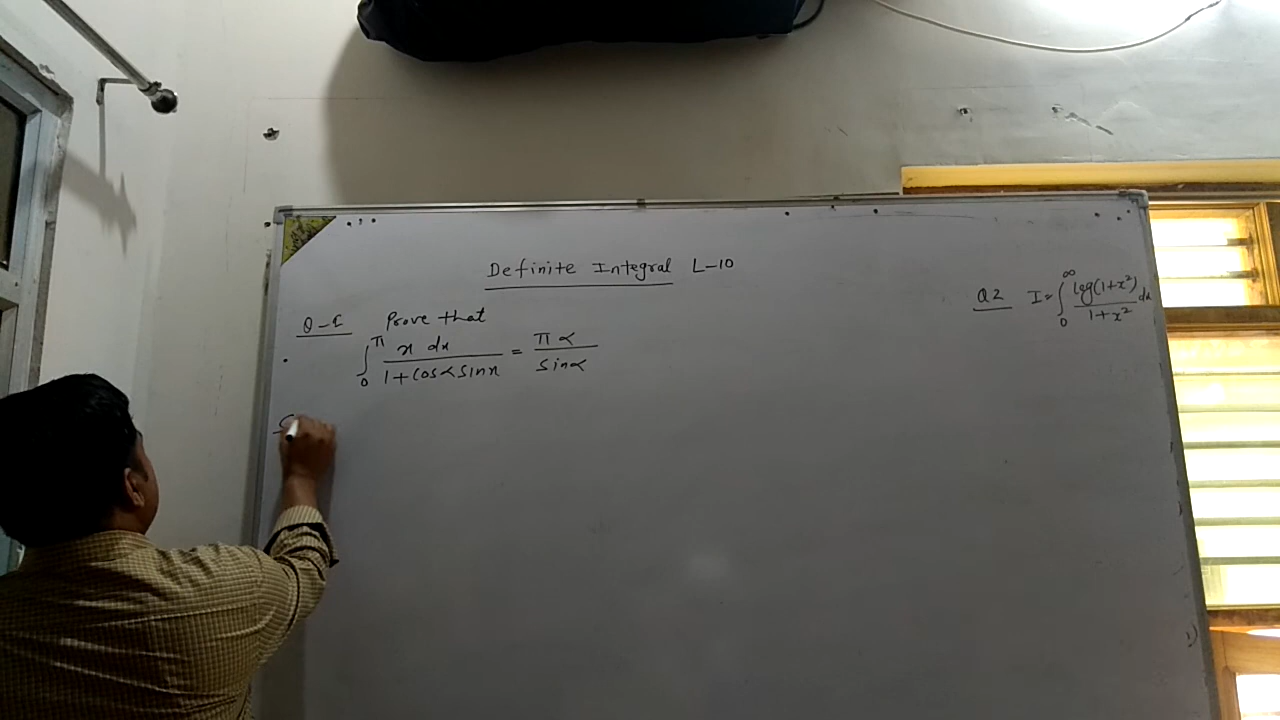 Definite Integral L-10
Q-I Prove that
∫₀^π x dx / (1+cosα sinx) = πα / sinα
Q2 I = ∫₀^∞ log(1+x²) / (1+x²) dx
S